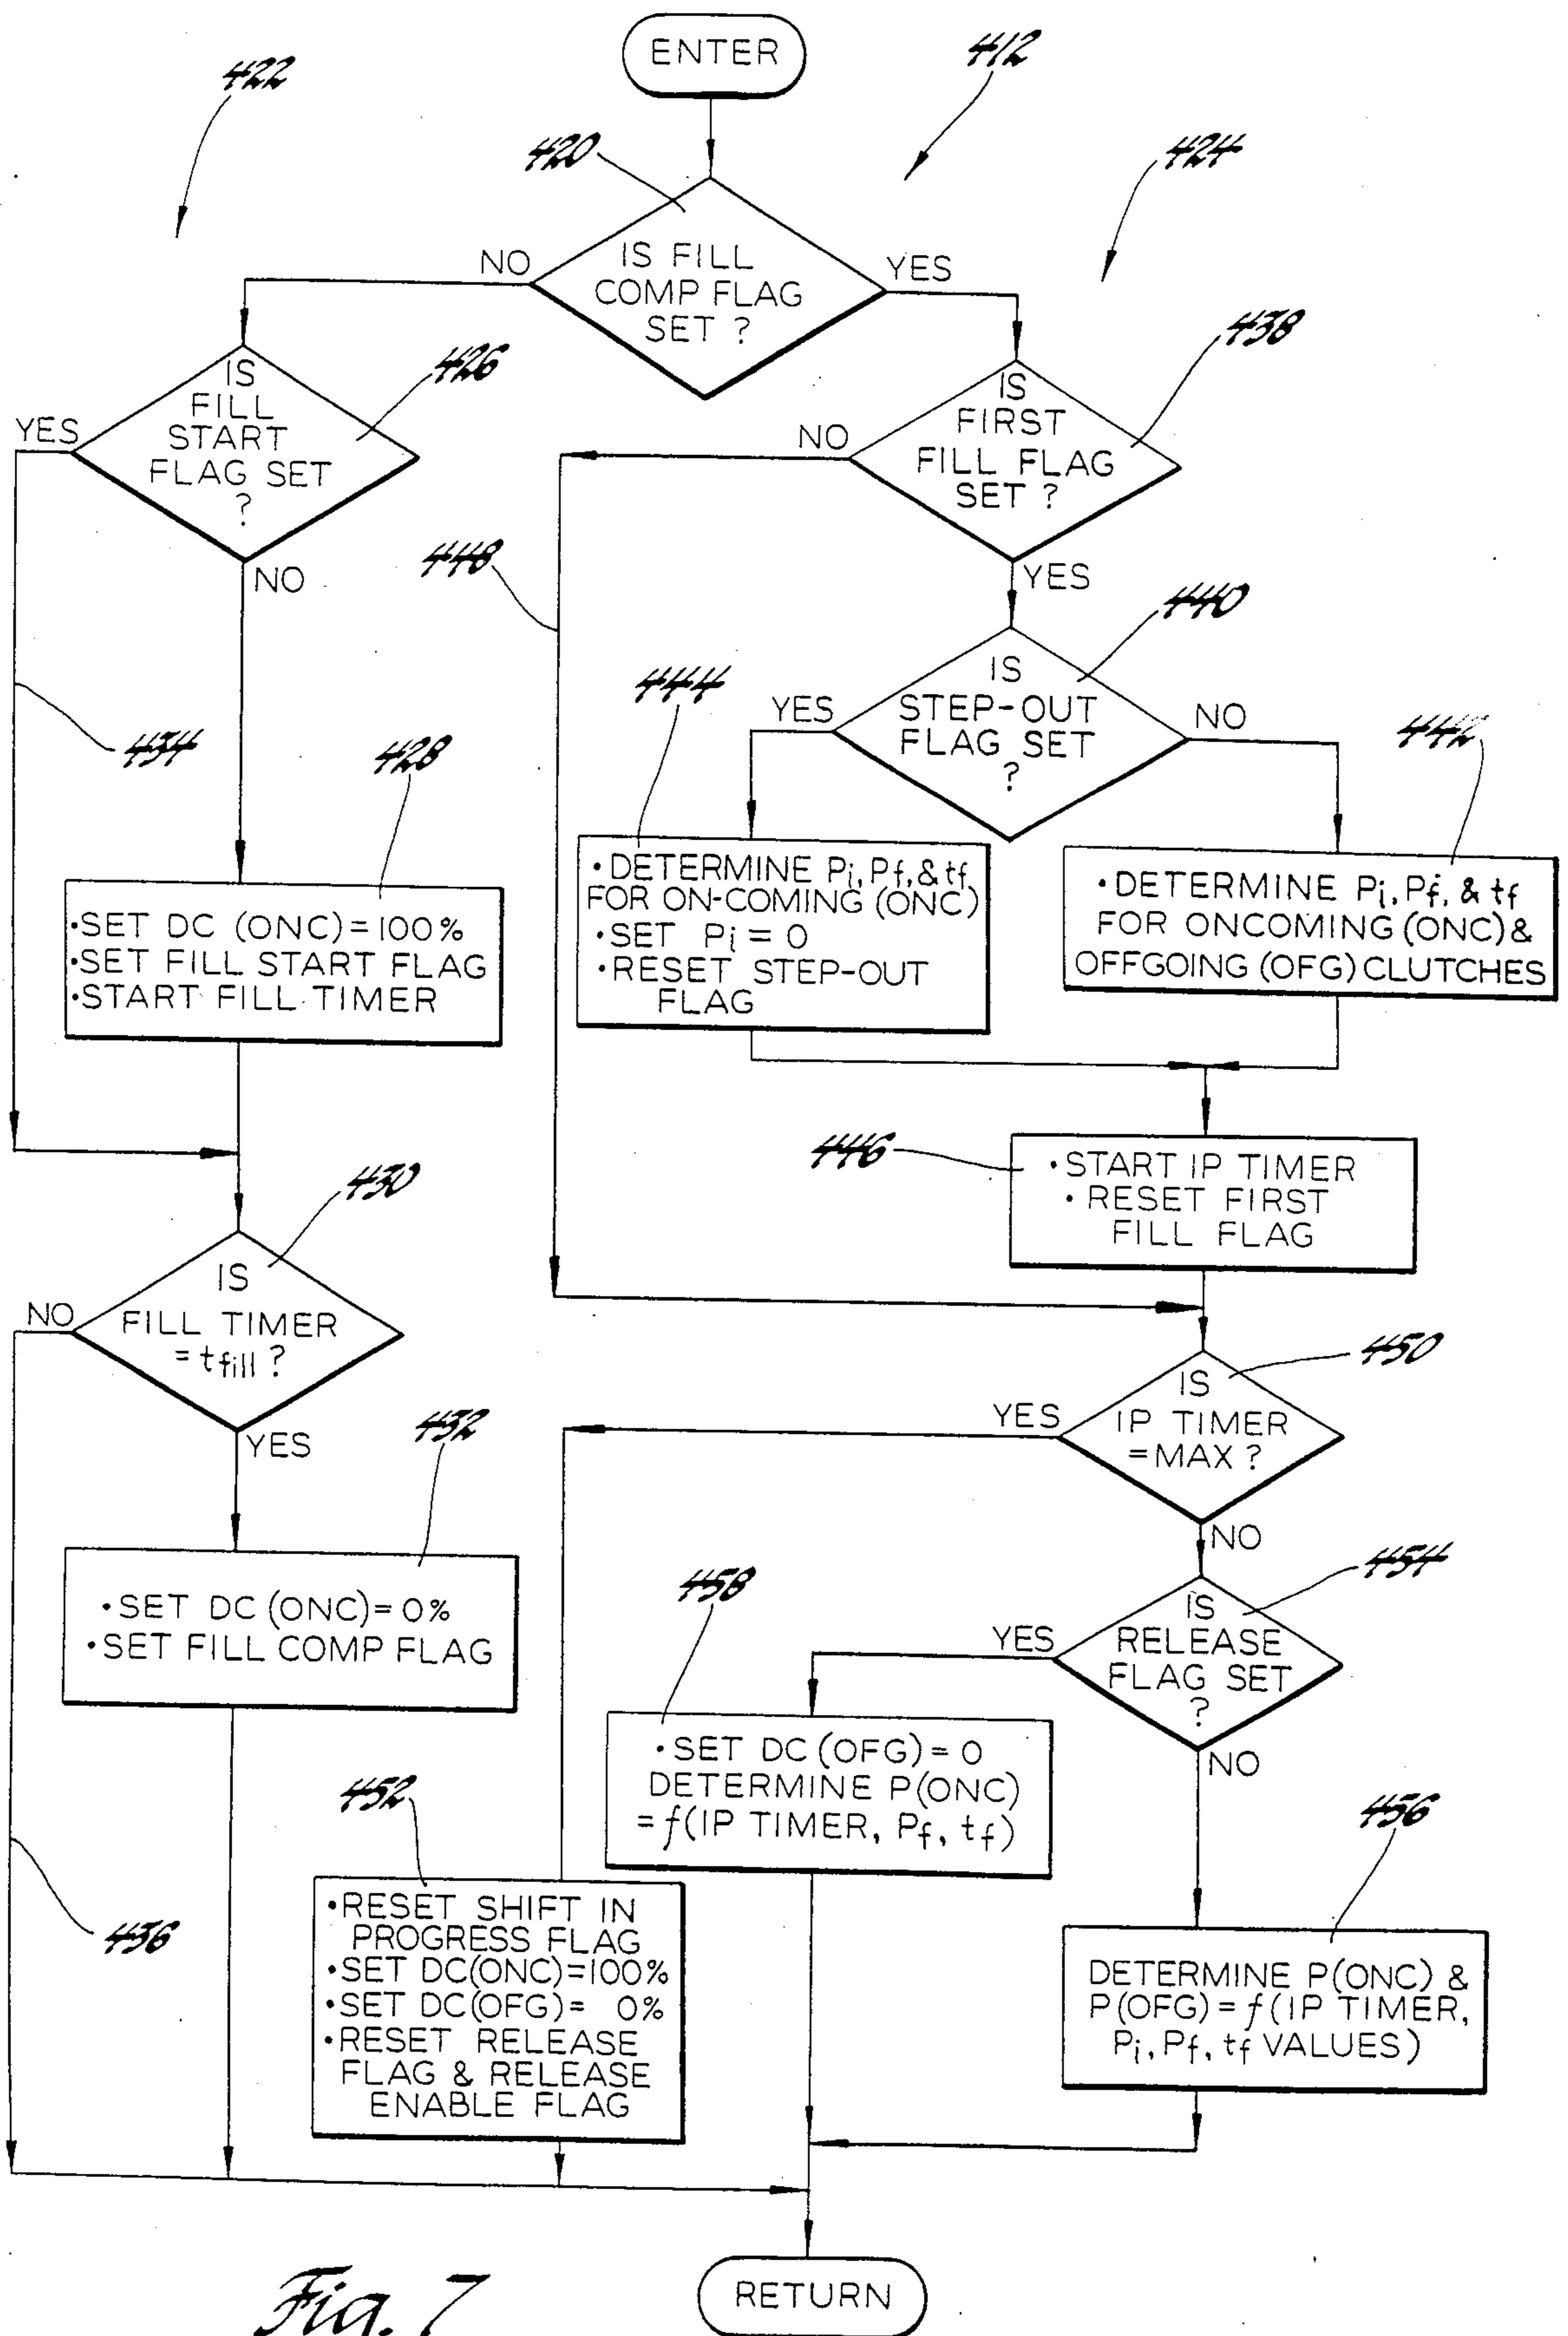 ENTER
412
422
420
424
IS FILL
COMP FLAG
SET ?
NO
YES
438
426
IS
FILL
START
FLAG SET
?
YES
NO
IS
FIRST
FILL FLAG
SET ?
NO
YES
448
440
IS
STEP-OUT
FLAG SET
?
YES
NO
444
442
434
428
•SET DC (ONC)=100%
•SET FILL START FLAG
•START FILL TIMER
•DETERMINE Pi, Pf, & tf
FOR ON-COMING (ONC)
•SET Pi = 0
•RESET STEP-OUT
FLAG
•DETERMINE Pi, Pf, & tf
FOR ONCOMING (ONC) &
OFFGOING (OFG) CLUTCHES
446
•START IP TIMER
•RESET FIRST
FILL FLAG
430
IS
FILL TIMER
=tfill ?
NO
YES
450
IS
IP TIMER
=MAX ?
YES
NO
432
•SET DC (ONC)= 0%
•SET FILL COMP FLAG
454
IS
RELEASE
FLAG SET
?
YES
NO
458
•SET DC (OFG) = 0
DETERMINE P(ONC)
= f(IP TIMER, Pf, tf)
452
•RESET SHIFT IN
PROGRESS FLAG
•SET DC(ONC)=100%
•SET DC(OFG)= 0%
•RESET RELEASE
FLAG & RELEASE
ENABLE FLAG
456
DETERMINE P(ONC) &
P(OFG) = f(IP TIMER,
Pi, Pf, tf VALUES)
436
RETURN
Fig. 7